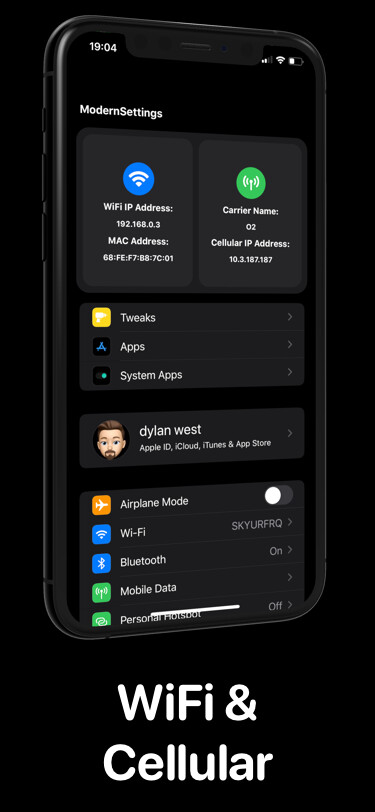 19:04
ModernSettings
WiFi IP Address:
192.168.0.3
MAC Address:
68:FE:F7:B8:7C:01
Carrier Name:
O2
Cellular IP Address:
10.3.187.187
Tweaks
Apps
System Apps
dylan west
Apple ID, iCloud, iTunes & App Store
Airplane Mode
Wi-Fi SKYURFRQ
Bluetooth On
Mobile Data
Personal Hotspot Off
WiFi &
Cellular